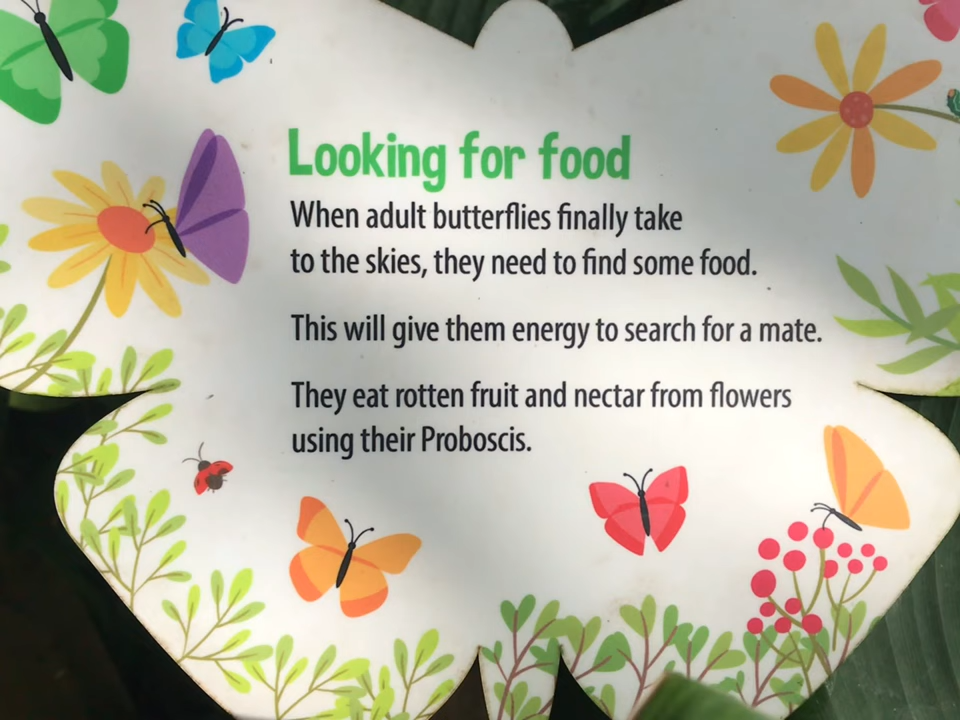 Looking for food
When adult butterflies finally take
to the skies, they need to find some food.
This will give them energy to search for a mate.
They eat rotten fruit and nectar from flowers
using their Proboscis.